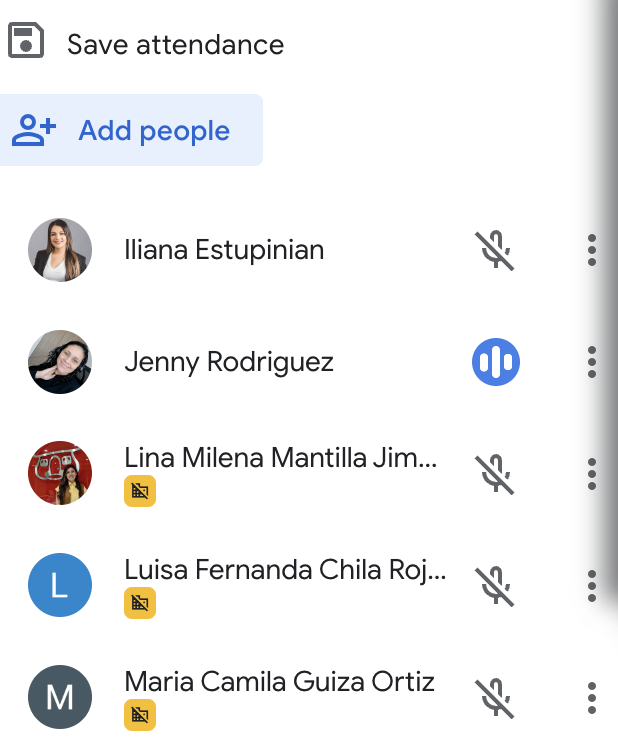 Save attendance
Add people
Iliana Estupinian
Jenny Rodriguez
Lina Milena Mantilla Jim...
Luisa Fernanda Chila Roj...
L
Maria Camila Guiza Ortiz
M